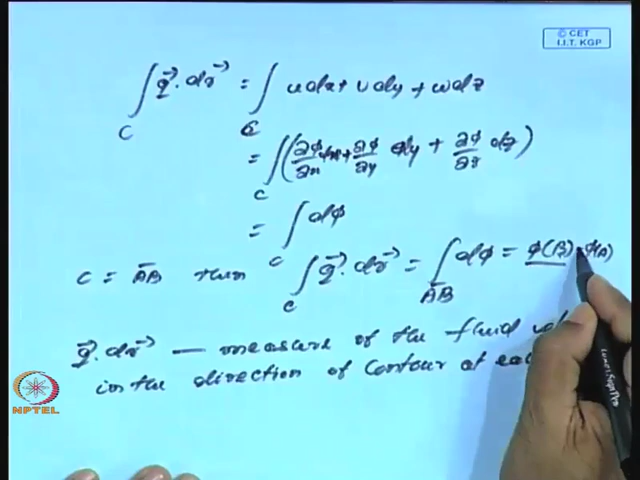 © CET
I.I.T. KGP
∫_C q⃗ · dr⃗ = ∫_C u dx + v dy + w dz
= ∫_C (∂φ/∂x dx + ∂φ/∂y dy + ∂φ/∂z dz)
= ∫_C dφ
C = AB then ∫_C q⃗ · dr⃗ = ∫_AB dφ = φ(B) φ(A)
q⃗ · dr⃗ — measure of the fluid
in the direction of contour at
NPTEL